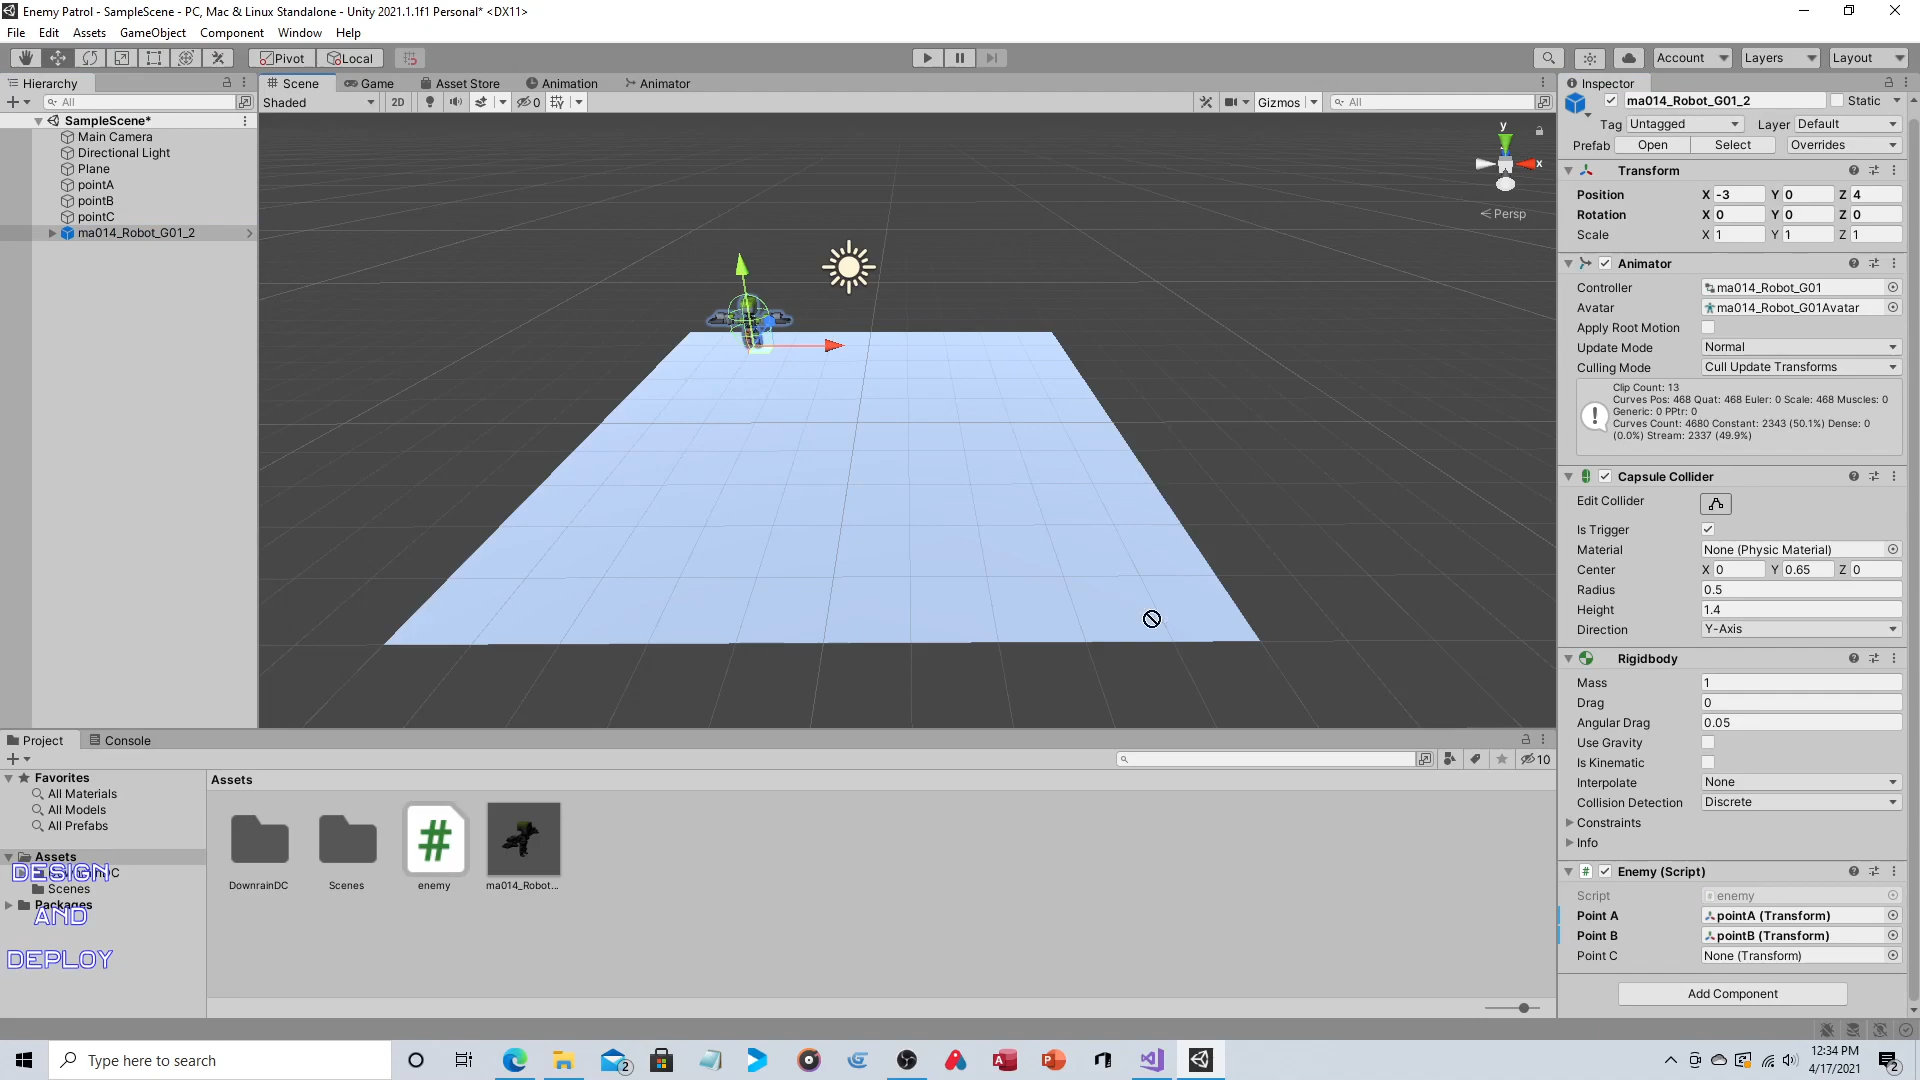 Enemy Patrol - SampleScene - PC, Mac & Linux Standalone - Unity 2021.1.1f1 Personal* <DX11>
File Edit Assets GameObject Component Window Help
Pivot Local
Account Layers Layout
Hierarchy
All
SampleScene*
Main Camera
Directional Light
Plane
pointA
pointB
pointC
ma014_Robot_G01_2
Scene Game Asset Store Animation Animator
Shaded 2D 0 Gizmos All
y
x
Persp
Inspector
ma014_Robot_G01_2 Static
Tag Untagged Layer Default
Prefab Open Select Overrides
Transform
Position X -3 Y 0 Z 4
Rotation X 0 Y 0 Z 0
Scale X 1 Y 1 Z 1
Animator
Controller ma014_Robot_G01
Avatar ma014_Robot_G01Avatar
Apply Root Motion
Update Mode Normal
Culling Mode Cull Update Transforms
Clip Count: 13
Curves Pos: 468 Quat: 468 Euler: 0 Scale: 468 Muscles: 0
Generic: 0 PPtr: 0
Curves Count: 4680 Constant: 2343 (50.1%) Dense: 0
(0.0%) Stream: 2337 (49.9%)
Capsule Collider
Edit Collider
Is Trigger
Material None (Physic Material)
Center X 0 Y 0.65 Z 0
Radius 0.5
Height 1.4
Direction Y-Axis
Rigidbody
Mass 1
Drag 0
Angular Drag 0.05
Use Gravity
Is Kinematic
Interpolate None
Collision Detection Discrete
Constraints
Info
Enemy (Script)
Script enemy
Point A pointA (Transform)
Point B pointB (Transform)
Point C None (Transform)
Add Component
Project Console
10
Favorites
All Materials
All Models
All Prefabs
Assets
Scenes
Packages
DESIGN
AND
DEPLOY
Assets
DownrainDC Scenes enemy ma014_Robot...
Type here to search
2
12:34 PM
4/17/2021
2